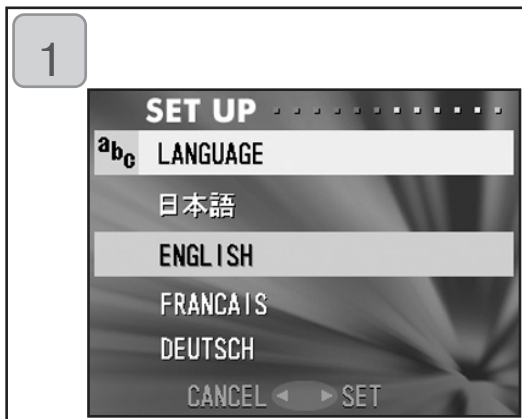 1
SET UP
abc LANGUAGE
日本語
ENGLISH
FRANCAIS
DEUTSCH
CANCEL SET